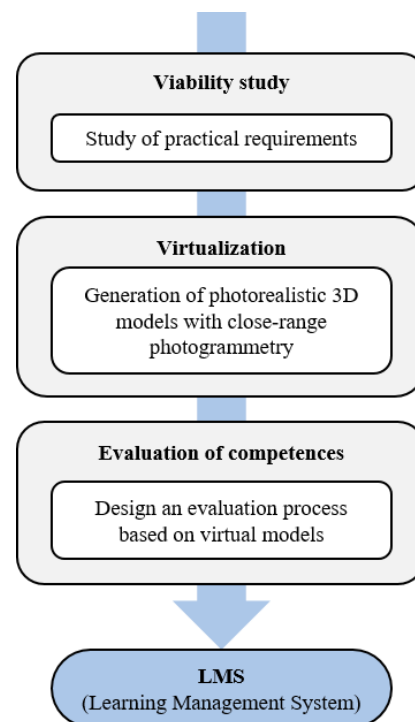 Viability study
Study of practical requirements
Virtualization
Generation of photorealistic 3D
models with close-range
photogrammetry
Evaluation of competences
Design an evaluation process
based on virtual models
LMS
(Learning Management System)